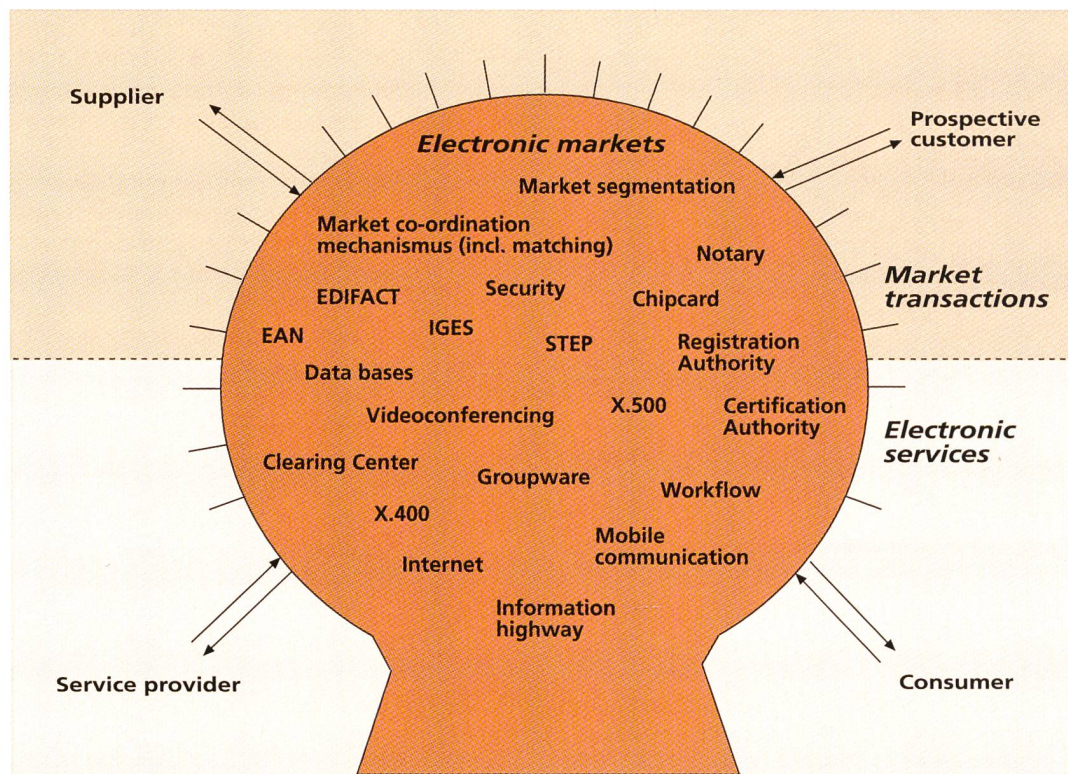 Supplier
Prospective
customer
Electronic markets
Market segmentation
Market co-ordination
mechanismus (incl. matching)
Notary
Market
transactions
EDIFACT
Security
Chipcard
EAN
IGES
STEP
Registration
Authority
Data bases
Videoconferencing
X.500
Certification
Authority
Electronic
services
Clearing Center
Groupware
Workflow
X.400
Mobile
communication
Internet
Information
highway
Service provider
Consumer